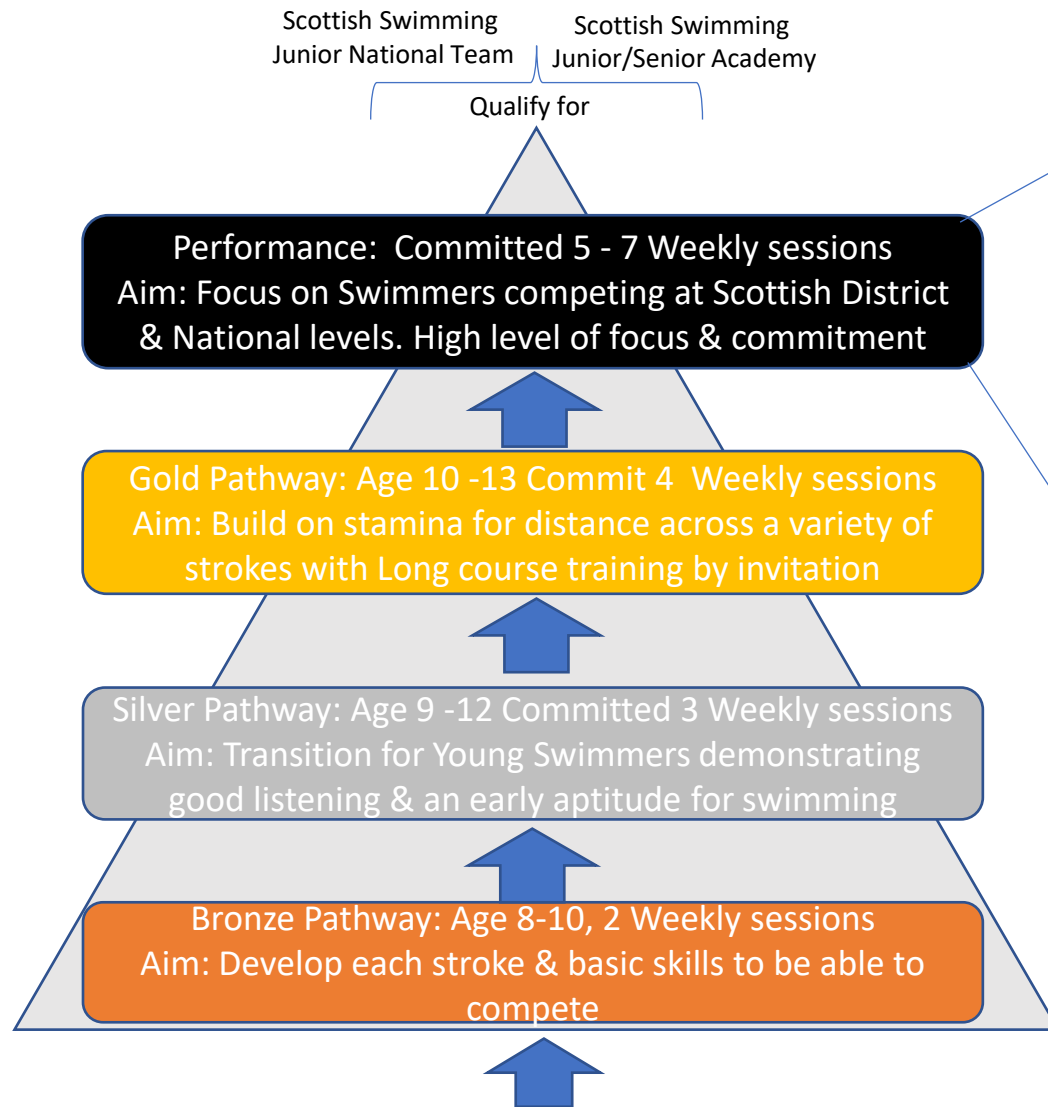 Scottish Swimming
Junior National Team
Scottish Swimming
Junior/Senior Academy
Qualify for
Performance:  Committed 5 - 7 Weekly sessions
Aim: Focus on Swimmers competing at Scottish District
& National levels. High level of focus & commitment
Gold Pathway: Age 10 -13 Commit 4  Weekly sessions
Aim: Build on stamina for distance across a variety of
strokes with Long course training by invitation
Silver Pathway: Age 9 -12 Committed 3 Weekly sessions
Aim: Transition for Young Swimmers demonstrating
good listening & an early aptitude for swimming
Bronze Pathway: Age 8-10, 2 Weekly sessions
Aim: Develop each stroke & basic skills to be able to
compete